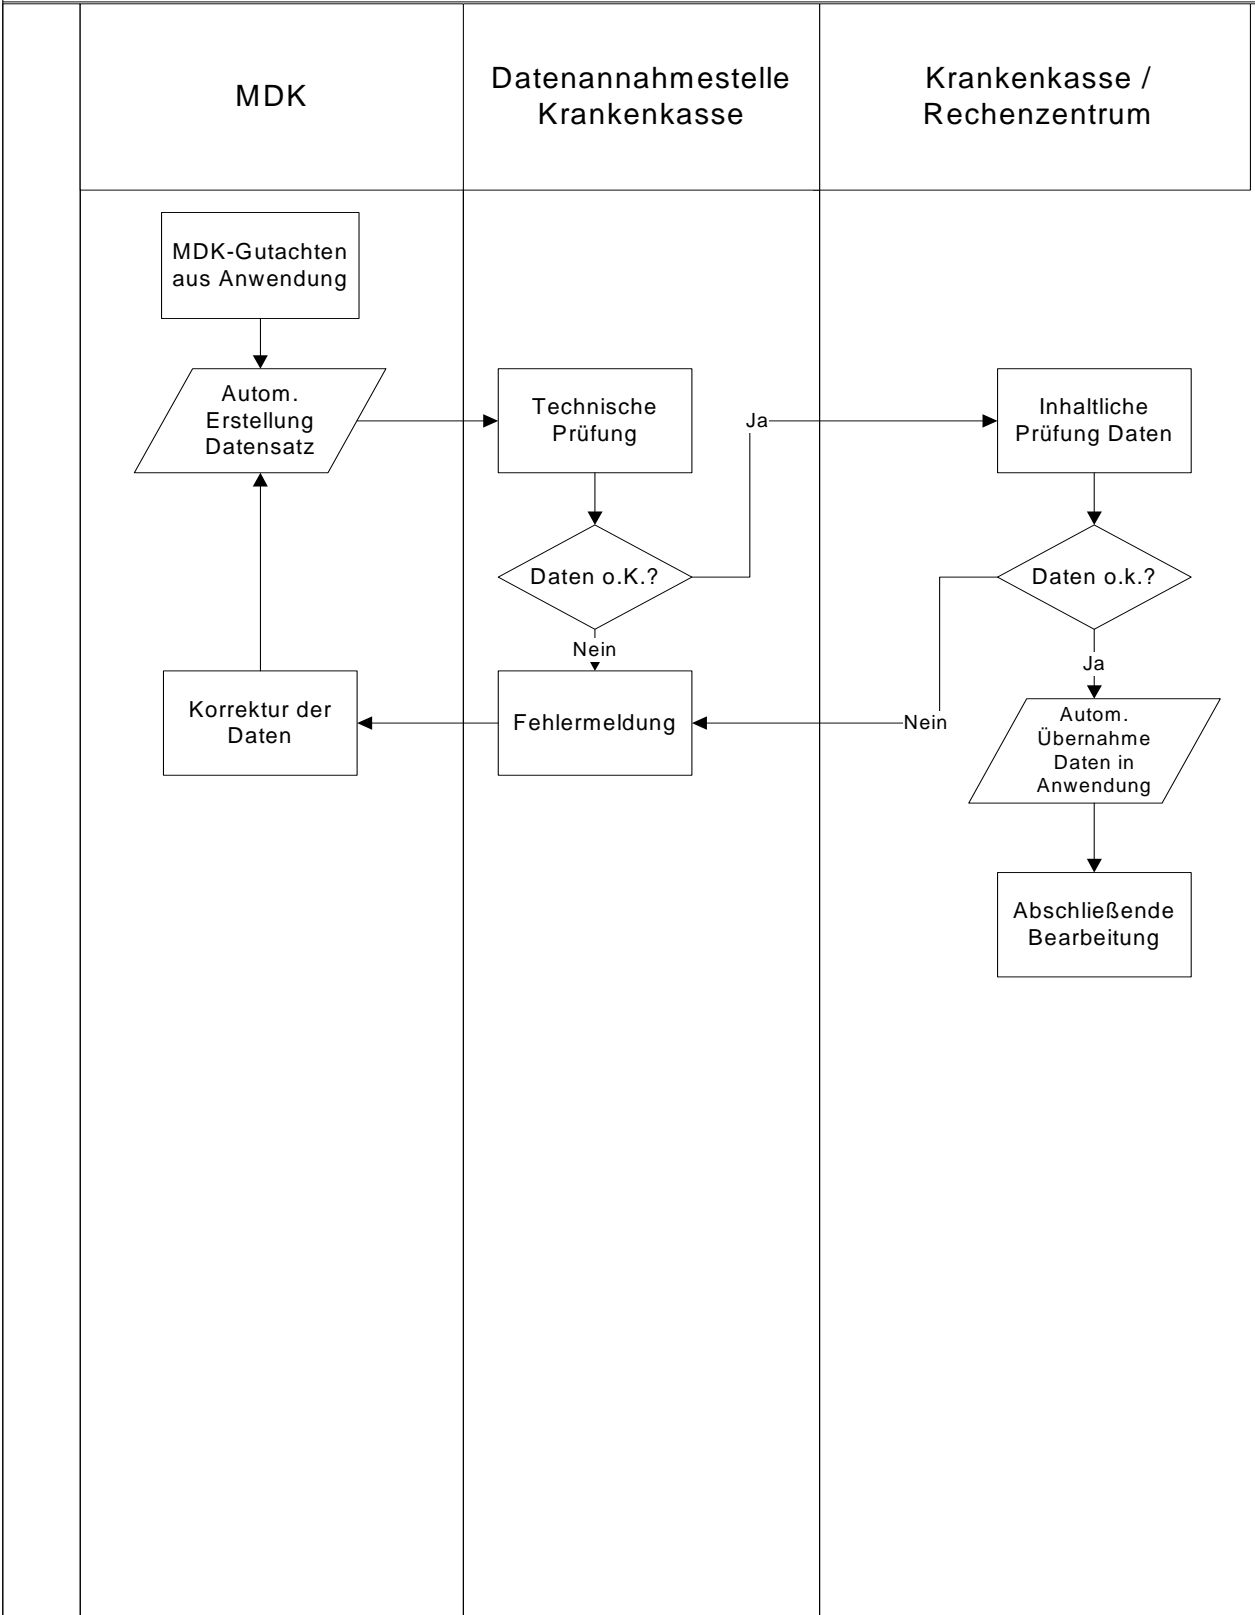 MDK
Datenannahmestelle
Krankenkasse
Krankenkasse /
Rechenzentrum
MDK-Gutachten
aus Anwendung
Autom.
Erstellung
Datensatz
Technische
Prüfung
Ja
Inhaltliche
Prüfung Daten
Daten o.K.?
Daten o.k.?
Nein
Ja
Korrektur der
Daten
Fehlermeldung
Nein
Autom.
Übernahme
Daten in
Anwendung
Abschließende
Bearbeitung